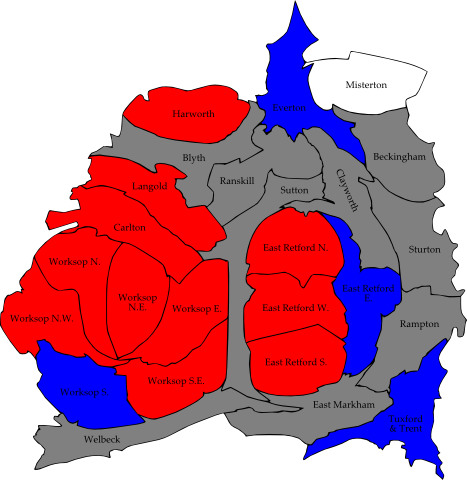 Misterton
Everton
Harworth
Blyth
Beckingham
Ranskill
Langold
Sutton
Clayworth
Carlton
East Retford N.
Sturton
Worksop N.
East Retford
E.
Worksop
N.E.
Worksop E.
East Retford W.
Rampton
Worksop N.W.
East Retford S.
Worksop S.E.
Worksop S.
East Markham
Tuxford
& Trent
Welbeck